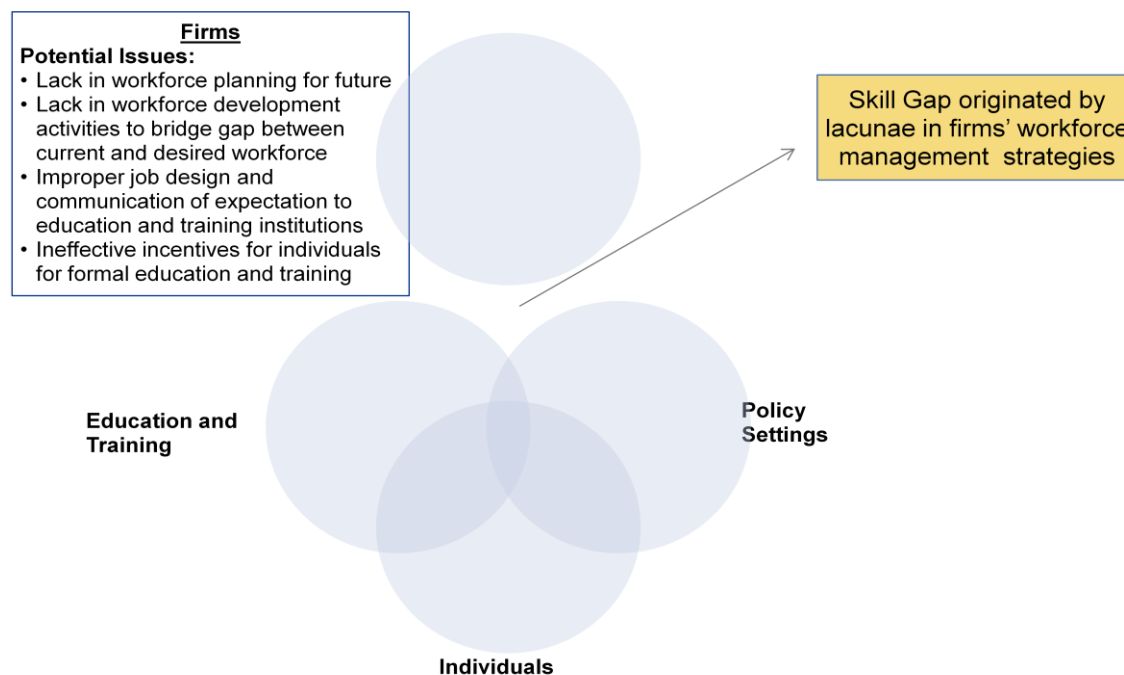 Firms
Potential Issues:
• Lack in workforce planning for future
• Lack in workforce development
activities to bridge gap between
current and desired workforce
• Improper job design and
communication of expectation to
education and training institutions
• Ineffective incentives for individuals
for formal education and training
Skill Gap originated by
lacunae in firms’ workforce
management strategies
Education and
Training
Policy
Settings
Individuals